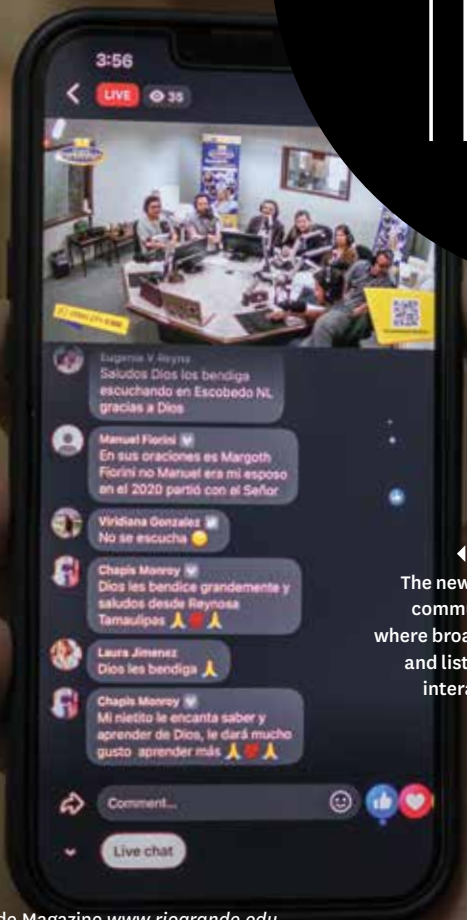 3:56
LIVE 35
Eugenia V Reyna
Saludos Dios los bendiga
escuchando en Escobedo NL
gracias a Dios
Manuel Fiorini
En sus oraciones es Margoth
Fiorini no Manuel era mi esposo
en el 2020 partió con el Señor
Viridiana Gonzalez
No se escucha
Chapis Monroy
Dios les bendice grandemente y
saludos desde Reynosa
Tamaulipas
Laura Jimenez
Dios les bendiga
Chapis Monroy
Mi nietito le encanta saber y
aprender de Dios, le dará mucho
gusto aprender más
Comment...
Live chat
The new
comm
where broa
and list
intera
de Magazine www.riogrande.edu